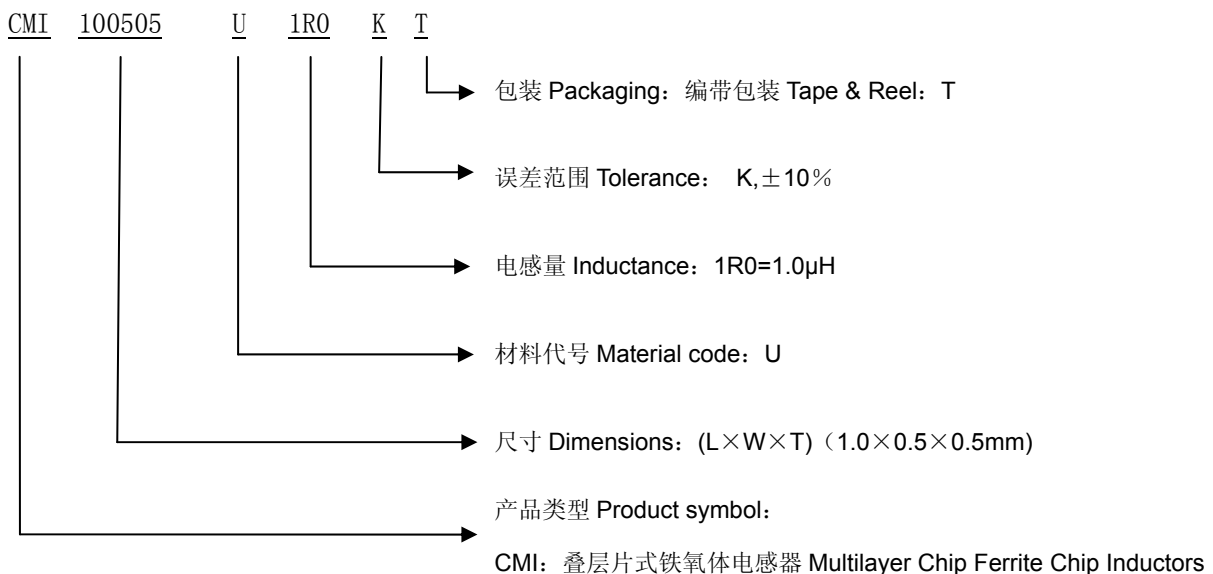 CMI 100505 U 1R0 K T
包装 Packaging：编带包装 Tape & Reel：T
误差范围 Tolerance： K,±10％
电感量 Inductance：1R0=1.0μH
材料代号 Material code：U
尺寸 Dimensions：(L×W×T)（1.0×0.5×0.5mm)
产品类型 Product symbol：
CMI：叠层片式铁氧体电感器 Multilayer Chip Ferrite Chip Inductors